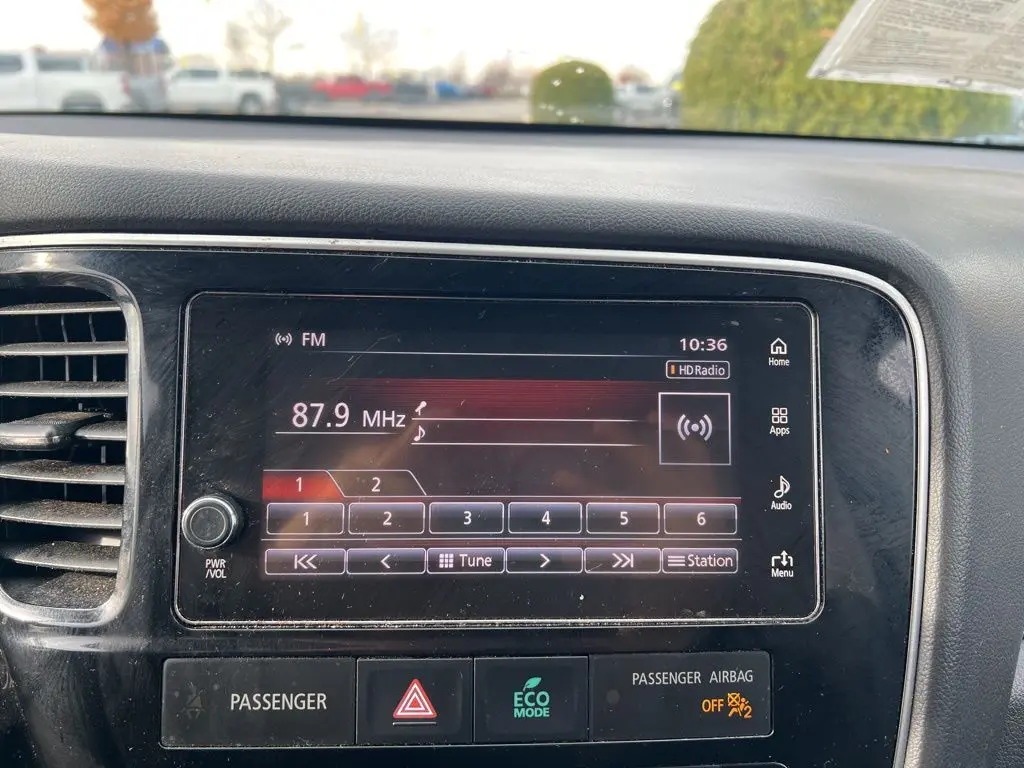 FM
10:36
Home
HD Radio
87.9 MHz
Apps
1 2
Audio
1 2 3 4 5 6
PWR
/VOL
Tune
Station
Menu
PASSENGER
ECO
MODE
PASSENGER AIRBAG
OFF 2